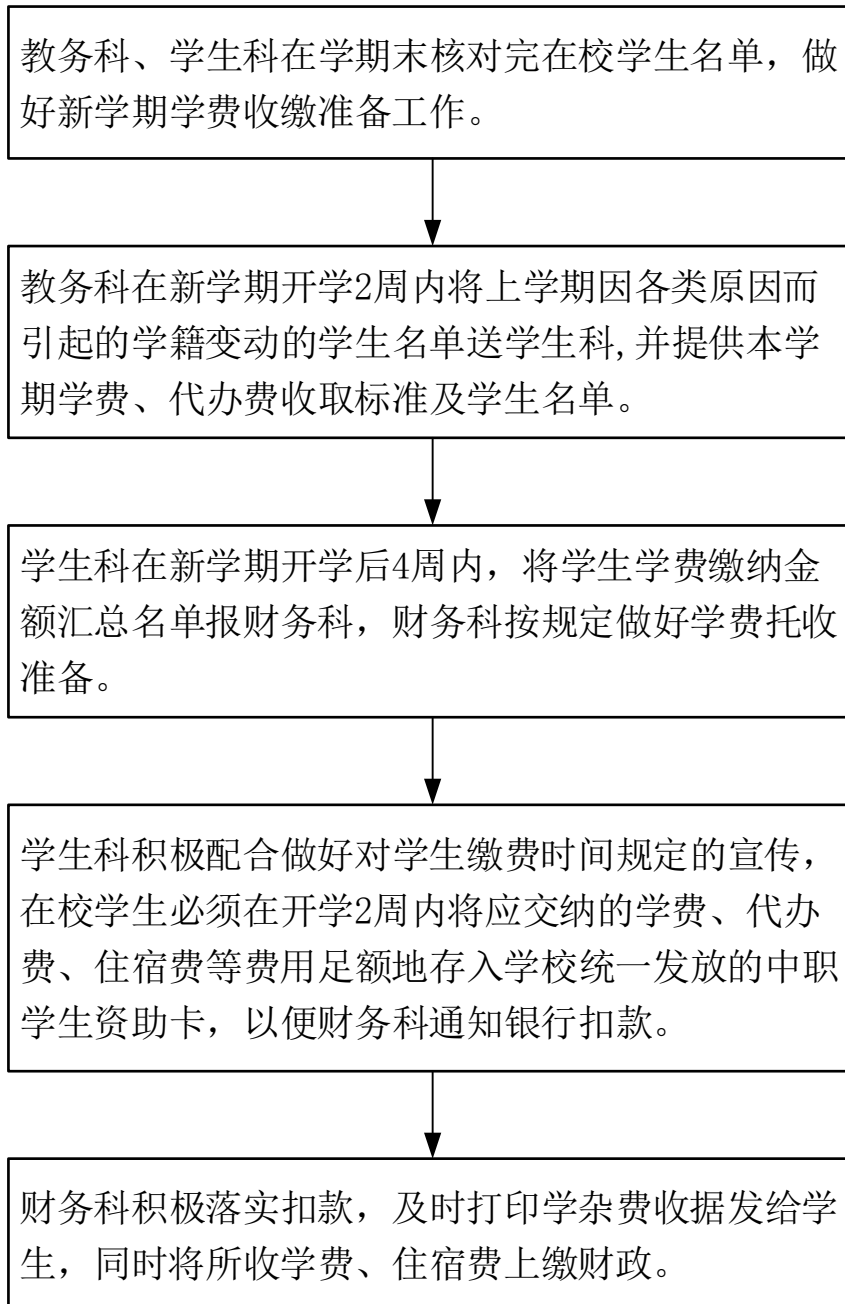 教务科、学生科在学期末核对完在校学生名单，做
好新学期学费收缴准备工作。
教务科在新学期开学2周内将上学期因各类原因而
引起的学籍变动的学生名单送学生科,并提供本学
期学费、代办费收取标准及学生名单。
学生科在新学期开学后4周内，将学生学费缴纳金
额汇总名单报财务科，财务科按规定做好学费托收
准备。
学生科积极配合做好对学生缴费时间规定的宣传，
在校学生必须在开学2周内将应交纳的学费、代办
费、住宿费等费用足额地存入学校统一发放的中职
学生资助卡，以便财务科通知银行扣款。
财务科积极落实扣款，及时打印学杂费收据发给学
生，同时将所收学费、住宿费上缴财政。